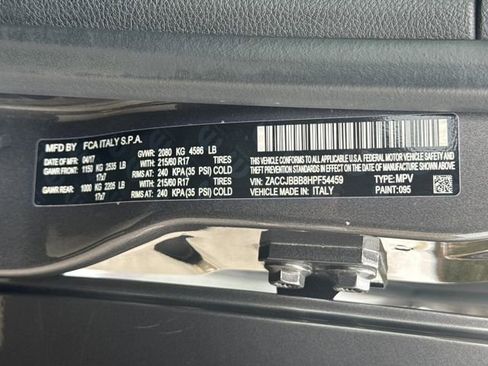 MFD BY FCA ITALY S.P.A.
DATE OF MFR: 04/17 GVWR: 2080 KG 4586 LB
GAWR FRONT: 1150 KG 2535 LB WITH: 215/60 R17 TIRES
17x7 RIMS AT: 240 KPA(35 PSI) COLD
GAWR REAR: 1000 KG 2205 LB WITH: 215/60 R17 TIRES
17x7 RIMS AT: 240 KPA(35 PSI) COLD
THIS VEHICLE CONFORMS TO ALL APPLICABLE
FEDERAL MOTOR VEHICLE SAFETY, BUMPER, AND
THEFT PREVENTION STANDARDS IN EFFECT ON THE
DATE OF MANUFACTURE SHOWN ABOVE
VIN: ZACCJBBB8HPF54459 TYPE: MPV
VEHICLE MADE IN: ITALY PAINT: 095